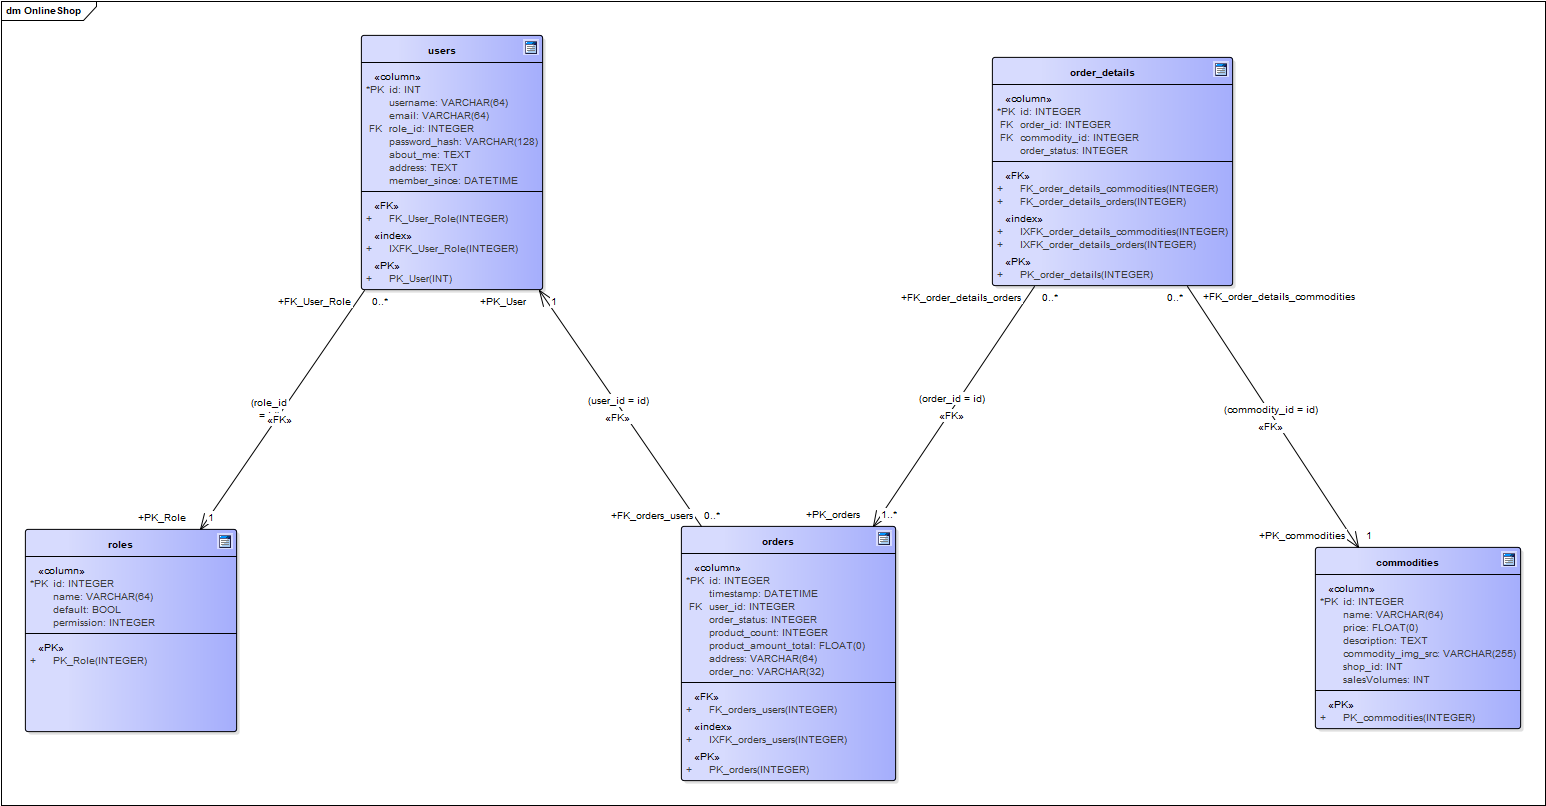 dm OnlineShop
users
«column»
*PK id: INT
username: VARCHAR(64)
email: VARCHAR(64)
FK role_id: INTEGER
password_hash: VARCHAR(128)
about_me: TEXT
address: TEXT
member_since: DATETIME
«FK»
+ FK_User_Role(INTEGER)
«index»
+ IXFK_User_Role(INTEGER)
«PK»
+ PK_User(INT)
order_details
«column»
*PK id: INTEGER
FK order_id: INTEGER
FK commodity_id: INTEGER
order_status: INTEGER
«FK»
+ FK_order_details_commodities(INTEGER)
+ FK_order_details_orders(INTEGER)
«index»
+ IXFK_order_details_commodities(INTEGER)
+ IXFK_order_details_orders(INTEGER)
«PK»
+ PK_order_details(INTEGER)
+FK_User_Role 0..*
+PK_User 1
+FK_order_details_orders 0..*
0..* +FK_order_details_commodities
(role_id
=
«FK»
(user_id = id)
«FK»
(order_id = id)
«FK»
(commodity_id = id)
«FK»
+PK_Role 1
+FK_orders_users 0..*
+PK_orders 1..*
+PK_commodities 1
roles
«column»
*PK id: INTEGER
name: VARCHAR(64)
default: BOOL
permission: INTEGER
«PK»
+ PK_Role(INTEGER)
orders
«column»
*PK id: INTEGER
timestamp: DATETIME
FK user_id: INTEGER
order_status: INTEGER
product_count: INTEGER
product_amount_total: FLOAT(0)
address: VARCHAR(64)
order_no: VARCHAR(32)
«FK»
+ FK_orders_users(INTEGER)
«index»
+ IXFK_orders_users(INTEGER)
«PK»
+ PK_orders(INTEGER)
commodities
«column»
*PK id: INTEGER
name: VARCHAR(64)
price: FLOAT(0)
description: TEXT
commodity_img_src: VARCHAR(255)
shop_id: INT
salesVolumes: INT
«PK»
+ PK_commodities(INTEGER)